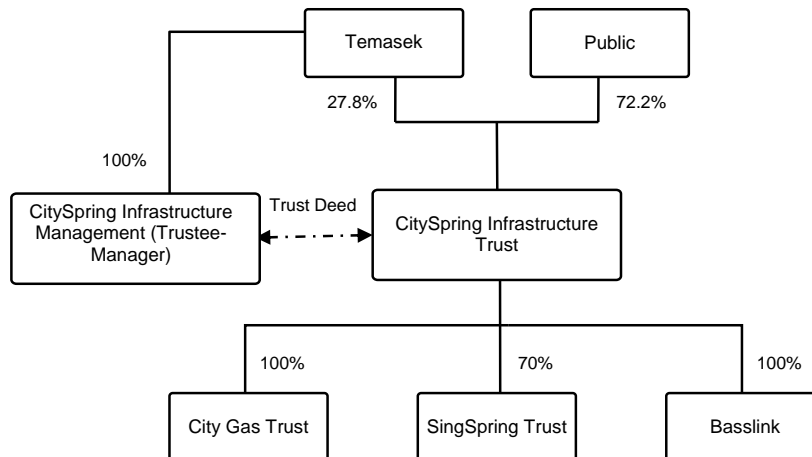 Temasek
Public
27.8%
72.2%
100%
CitySpring Infrastructure
Management (Trustee-
Manager)
Trust Deed
CitySpring Infrastructure
Trust
100%
70%
100%
City Gas Trust
SingSpring Trust
Basslink